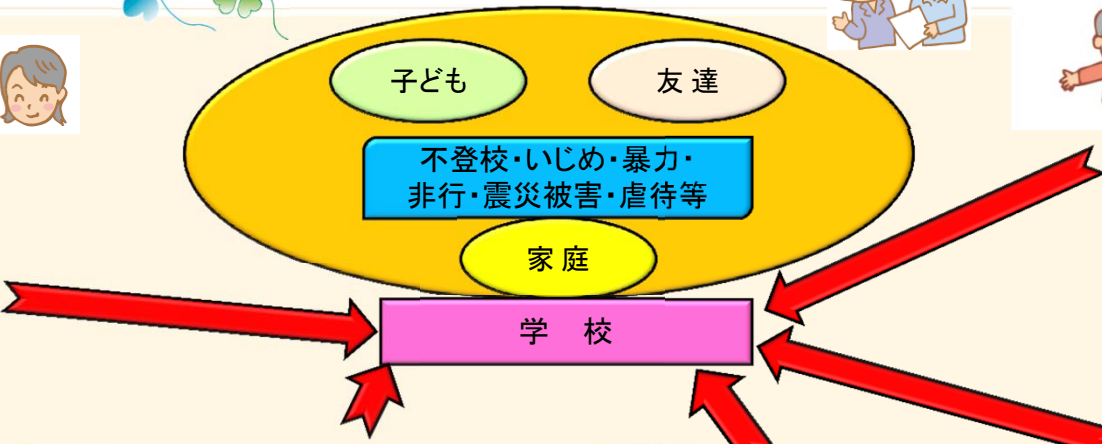 子ども
友 達
不登校・いじめ・暴力・
非行・震災被害・虐待等
家 庭
学　校